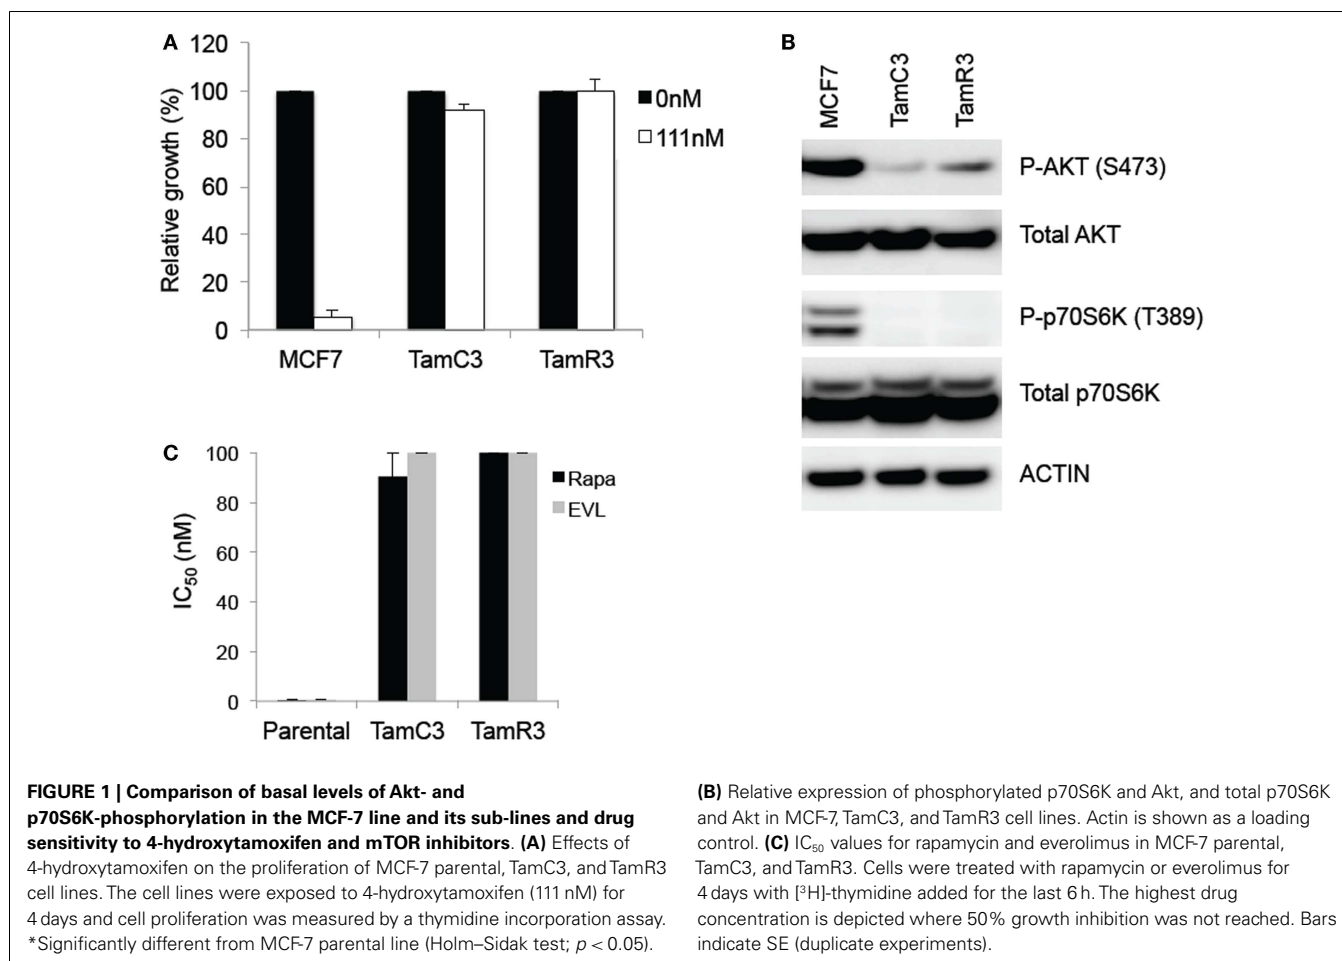 A
120
100
80
60
40
20
0
Relative growth (%)
0nM
111nM
MCF7 TamC3 TamR3
B
MCF7 TamC3 TamR3
P-AKT (S473)
Total AKT
P-p70S6K (T389)
Total p70S6K
ACTIN
C
100
80
60
40
20
0
IC50 (nM)
Rapa
EVL
Parental TamC3 TamR3
FIGURE 1 | Comparison of basal levels of Akt- and
p70S6K-phosphorylation in the MCF-7 line and its sub-lines and drug
sensitivity to 4-hydroxytamoxifen and mTOR inhibitors. (A) Effects of
4-hydroxytamoxifen on the proliferation of MCF-7 parental, TamC3, and TamR3
cell lines. The cell lines were exposed to 4-hydroxytamoxifen (111 nM) for
4 days and cell proliferation was measured by a thymidine incorporation assay.
*Significantly different from MCF-7 parental line (Holm–Sidak test; p < 0.05).
(B) Relative expression of phosphorylated p70S6K and Akt, and total p70S6K
and Akt in MCF-7, TamC3, and TamR3 cell lines. Actin is shown as a loading
control. (C) IC50 values for rapamycin and everolimus in MCF-7 parental,
TamC3, and TamR3. Cells were treated with rapamycin or everolimus for
4 days with [³H]-thymidine added for the last 6 h. The highest drug
concentration is depicted where 50% growth inhibition was not reached. Bars
indicate SE (duplicate experiments).